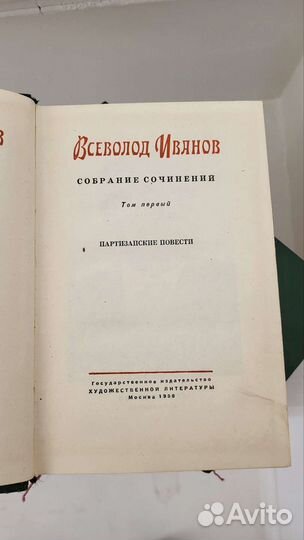 Всеволод Иванов
СОБРАНИЕ СОЧИНЕНИЙ
Том первый
ПАРТИЗАНСКИЕ ПОВЕСТИ
Государственное издательство
ХУДОЖЕСТВЕННОЙ ЛИТЕРАТУРЫ
Москва 1958
Avito